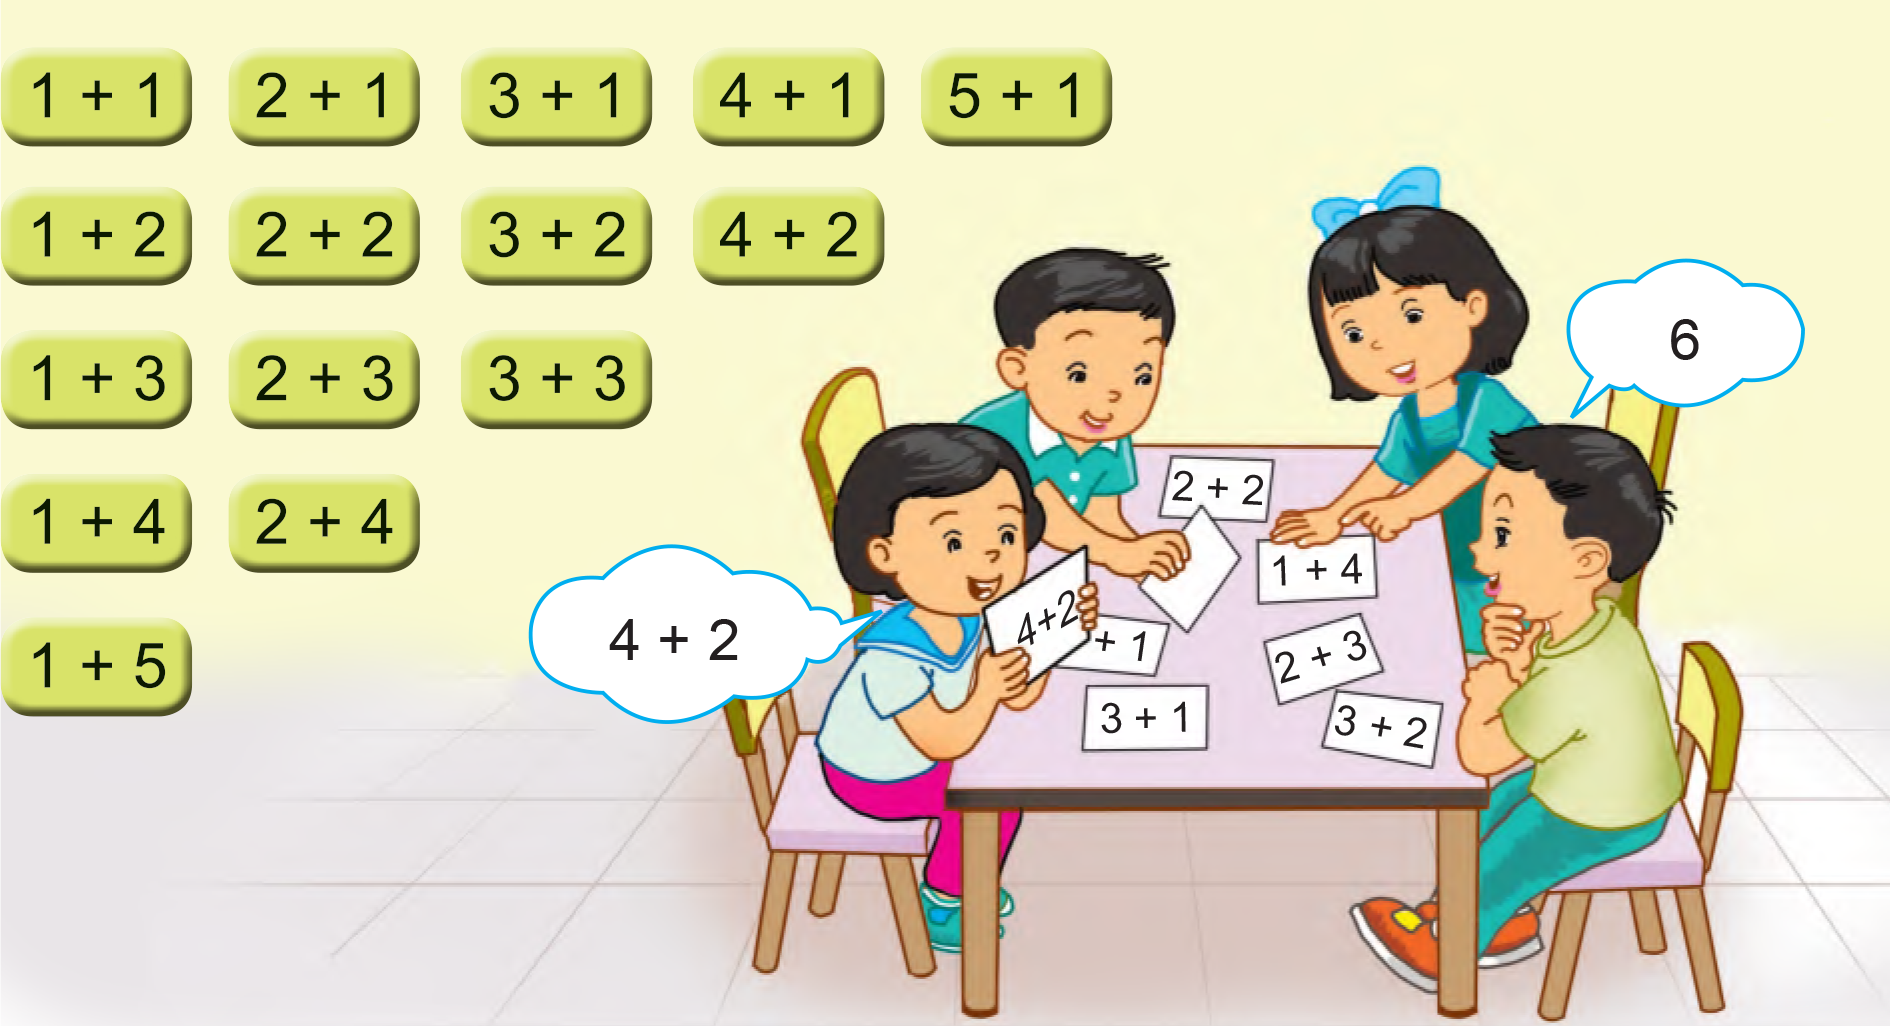 1 + 1
2 + 1
3 + 1
4 + 1
5 + 1
1 + 2
2 + 2
3 + 2
4 + 2
1 + 3
2 + 3
3 + 3
1 + 4
2 + 4
1 + 5
4 + 2
6
2 + 2
1 + 4
4+2
+ 1
2 + 3
3 + 1
3 + 2